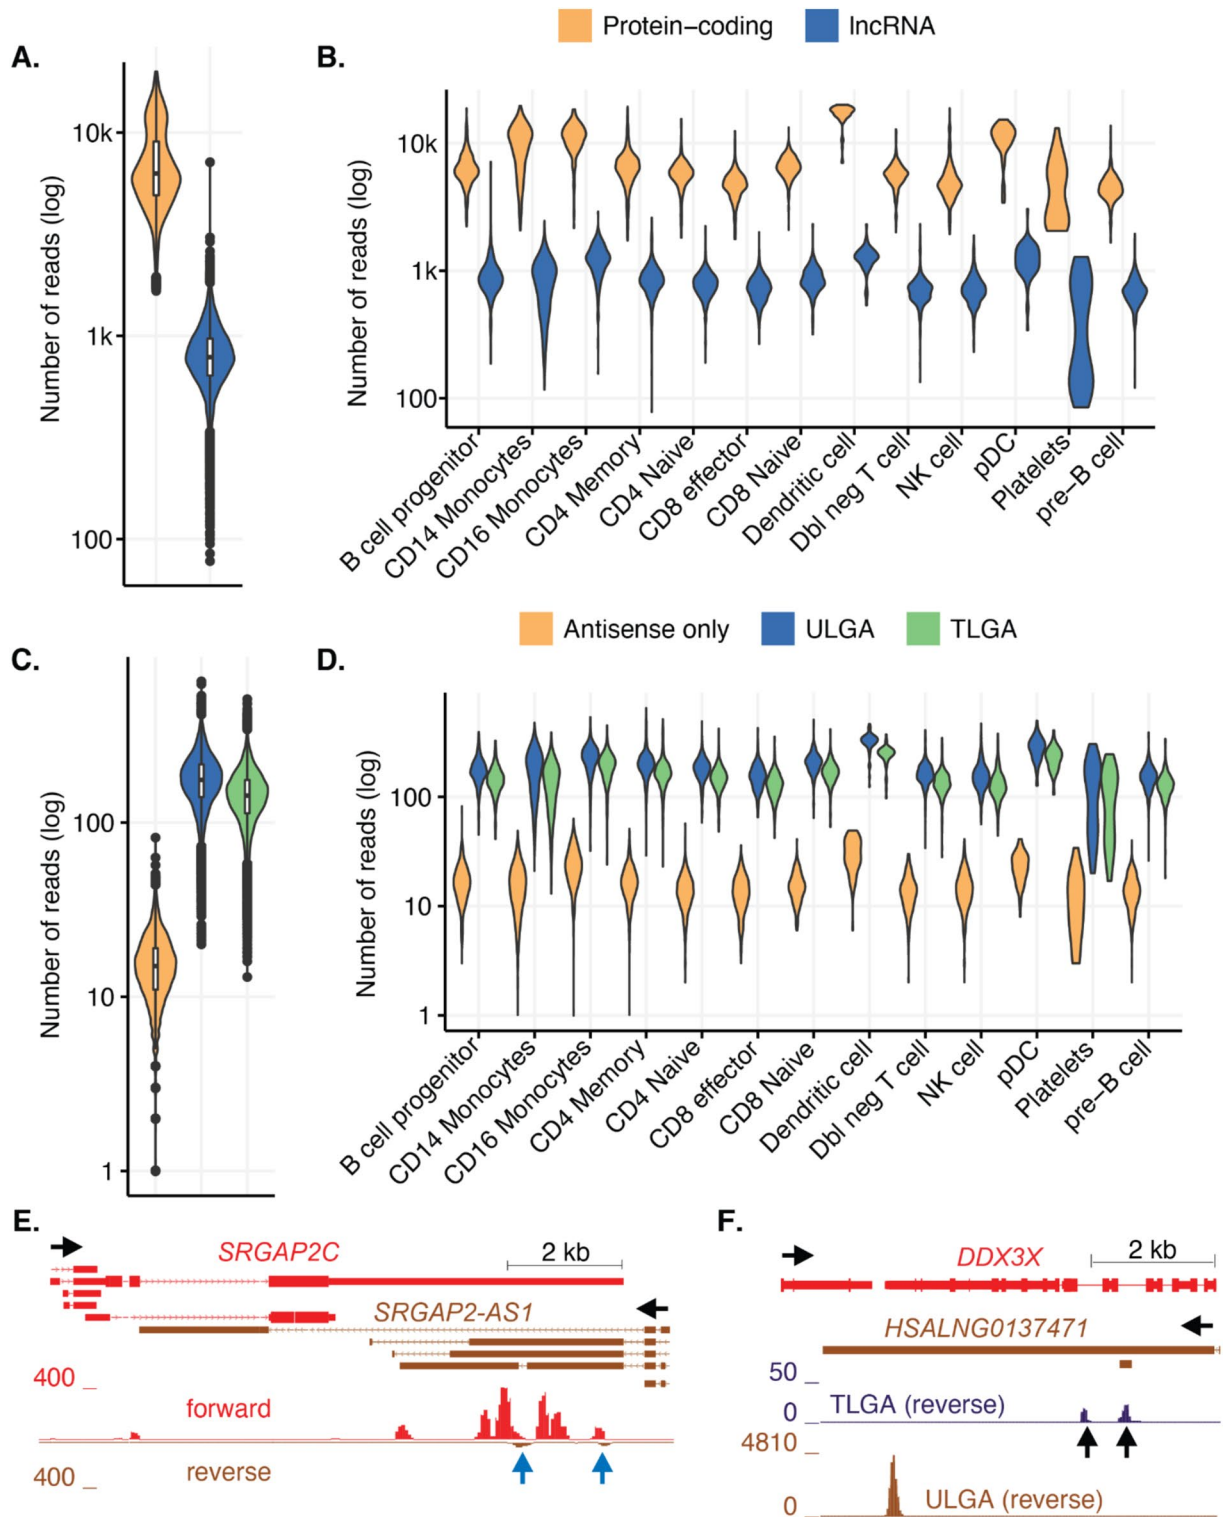 Protein−coding lncRNA
A. B.
Number of reads (log)
10k
1k
100
Number of reads (log)
10k
1k
100
B cell progenitor
CD14 Monocytes
CD16 Monocytes
CD4 Memory
CD4 Naive
CD8 effector
CD8 Naive
Dendritic cell
Dbl neg T cell
NK cell
pDC
Platelets
pre−B cell
Antisense only ULGA TLGA
C. D.
Number of reads (log)
100
10
1
Number of reads (log)
100
10
1
B cell progenitor
CD14 Monocytes
CD16 Monocytes
CD4 Memory
CD4 Naive
CD8 effector
CD8 Naive
Dendritic cell
Dbl neg T cell
NK cell
pDC
Platelets
pre−B cell
E.
SRGAP2C
2 kb
SRGAP2-AS1
400
forward
reverse
400
F.
DDX3X
2 kb
HSALNG0137471
50
TLGA (reverse)
0
4810
ULGA (reverse)
0